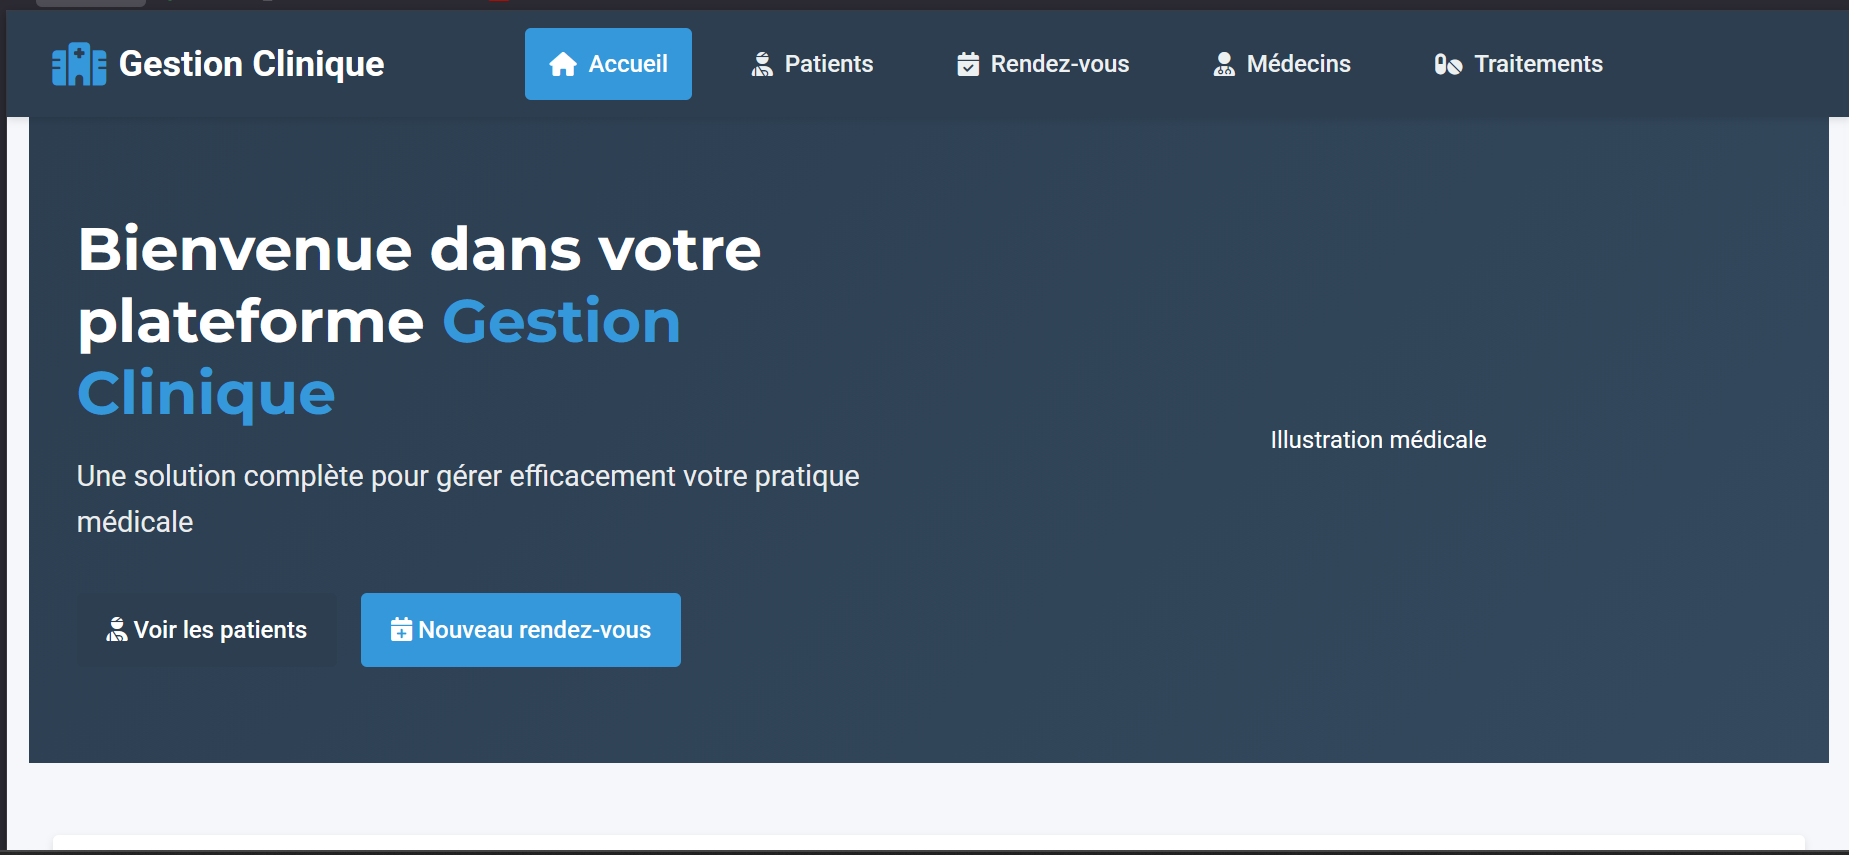 Gestion Clinique
Accueil
Patients
Rendez-vous
Médecins
Traitements
Bienvenue dans votre
plateforme Gestion
Clinique
Une solution complète pour gérer efficacement votre pratique
médicale
Illustration médicale
Voir les patients
Nouveau rendez-vous